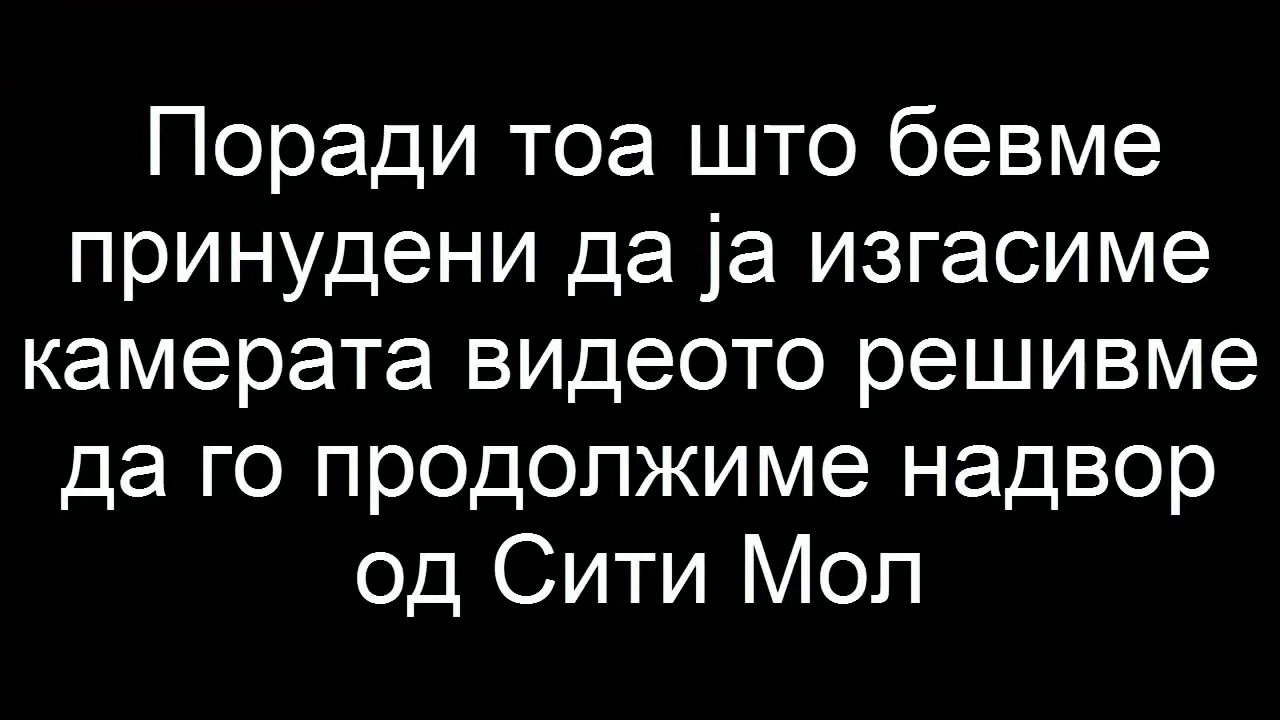 Поради тоа што бевме
принудени да ја изгасиме
камерата видеото решивме
да го продолжиме надвор
од Сити Мол